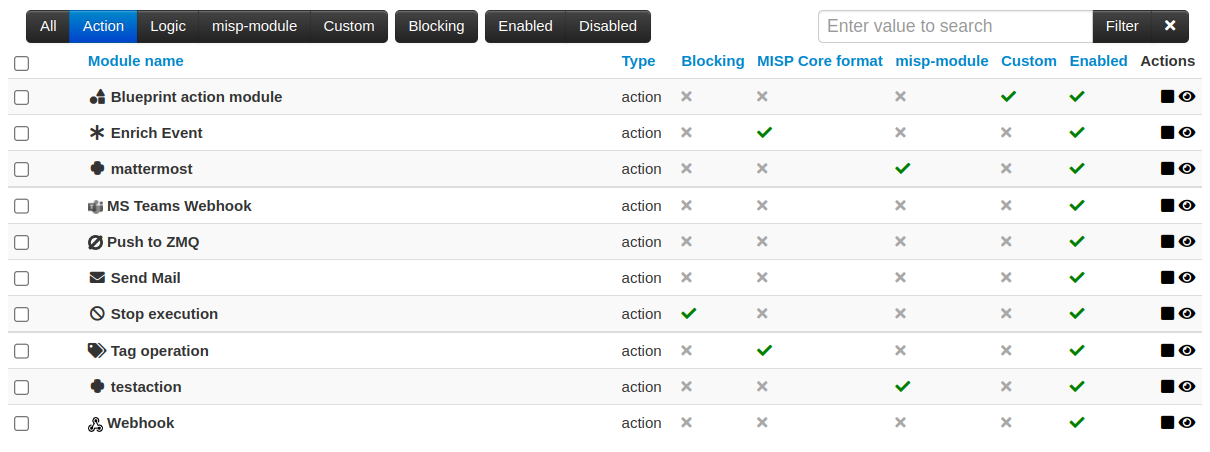 All Action Logic misp-module Custom Blocking Enabled Disabled Enter value to search Filter
Module name Type Blocking MISP Core format misp-module Custom Enabled Actions
Blueprint action module action
Enrich Event action
mattermost action
MS Teams Webhook action
Push to ZMQ action
Send Mail action
Stop execution action
Tag operation action
testaction action
Webhook action